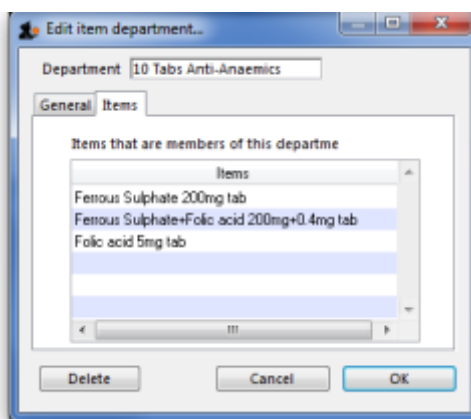 Edit item department...
Department 10 Tabs Anti-Anaemics
General Items
Items that are members of this departme
Items
Ferrous Sulphate 200mg tab
Ferrous Sulphate+Folic acid 200mg+0.4mg tab
Folic acid 5mg tab
Delete Cancel OK